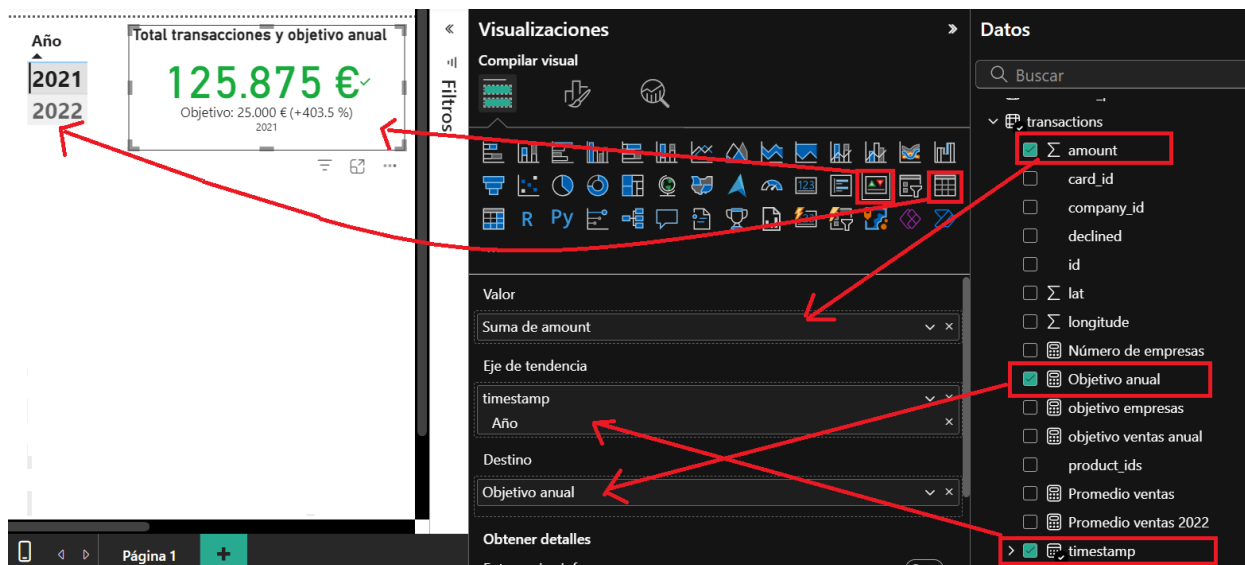 Año
2021
2022
Total transacciones y objetivo anual
125.875 €
Objetivo: 25.000 € (+403.5 %)
2021
Página 1
Filtros
Visualizaciones
Compilar visual
123
R
Py
Valor
Suma de amount
Eje de tendencia
timestamp
Año
Destino
Objetivo anual
Obtener detalles
Datos
Buscar
transactions
amount
card_id
company_id
declined
id
lat
longitude
Número de empresas
Objetivo anual
objetivo empresas
objetivo ventas anual
product_ids
Promedio ventas
Promedio ventas 2022
timestamp